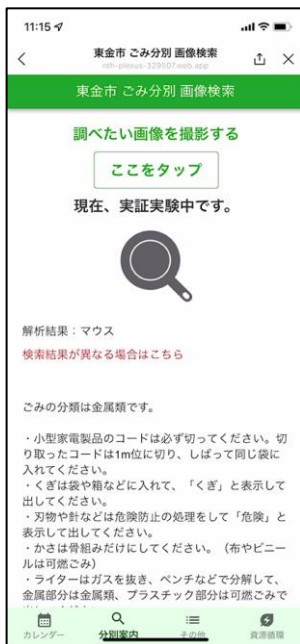 11:15
東金市 ごみ分別 画像検索
nth-plexus-329507.web.app
東金市 ごみ分別 画像検索
調べたい画像を撮影する
ここをタップ
現在、実証実験中です。
解析結果：マウス
検索結果が異なる場合はこちら
ごみの分類は金属類です。
・小型家電製品のコードは必ず切ってください。切
り取ったコードは1m位に切り、しばって同じ袋に
入れてください。
・くぎは袋や箱などに入れて、「くぎ」と表示して
出してください。
・刃物や針などは危険防止の処理をして「危険」と
表示して出してください。
・かさは骨組みだけにしてください。（布やビニー
ルは可燃ごみ）
・ライターはガスを抜き、ペンチなどで分解して、
金属部分は金属類、プラスチック部分は可燃ごみで
カレンダー
分別案内
その他
資源循環